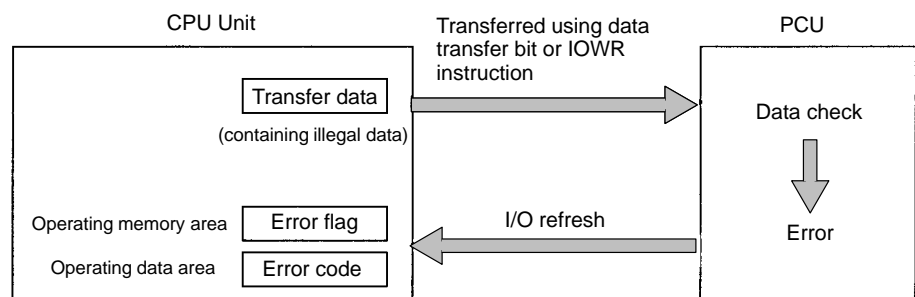 CPU Unit
Transferred using data
transfer bit or IOWR
instruction
PCU
Transfer data
(containing illegal data)
Data check
Operating memory area
Error flag
I/O refresh
Error
Operating data area
Error code